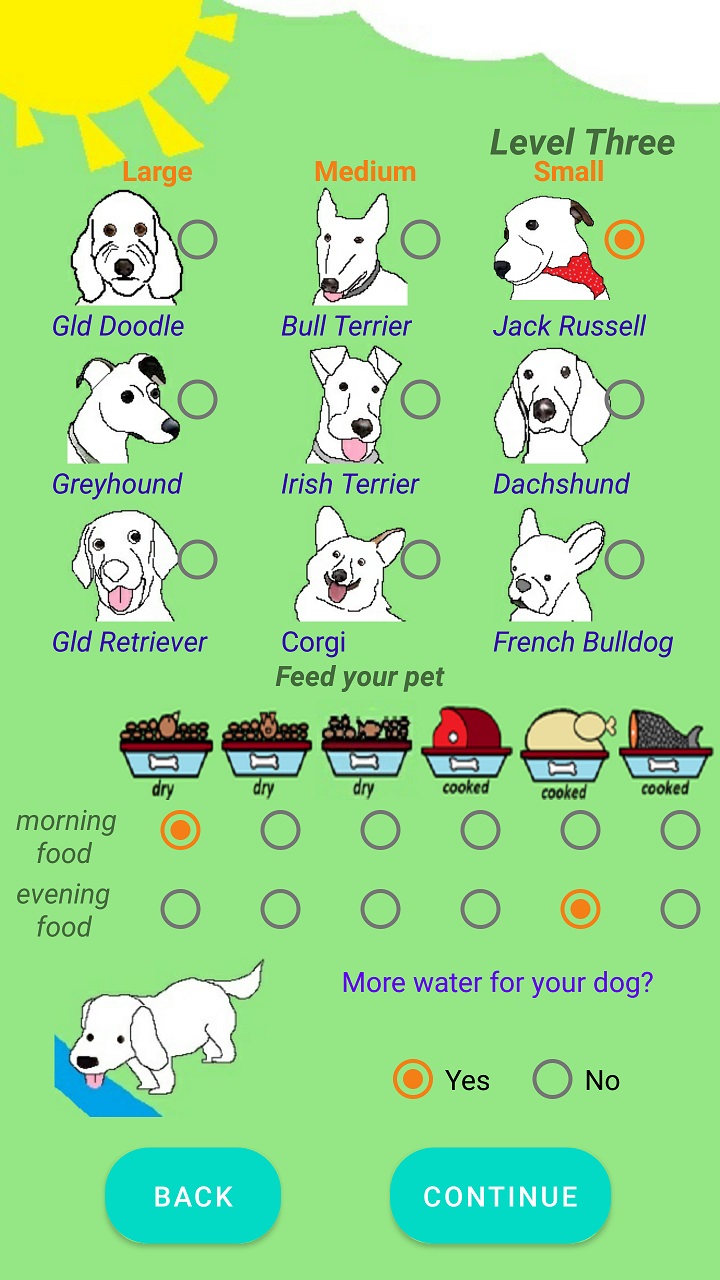 Level Three
Large Medium Small
Gld Doodle Bull Terrier Jack Russell
Greyhound Irish Terrier Dachshund
Gld Retriever Corgi French Bulldog
Feed your pet
dry dry dry cooked cooked cooked
morning
food
evening
food
More water for your dog?
Yes No
BACK CONTINUE